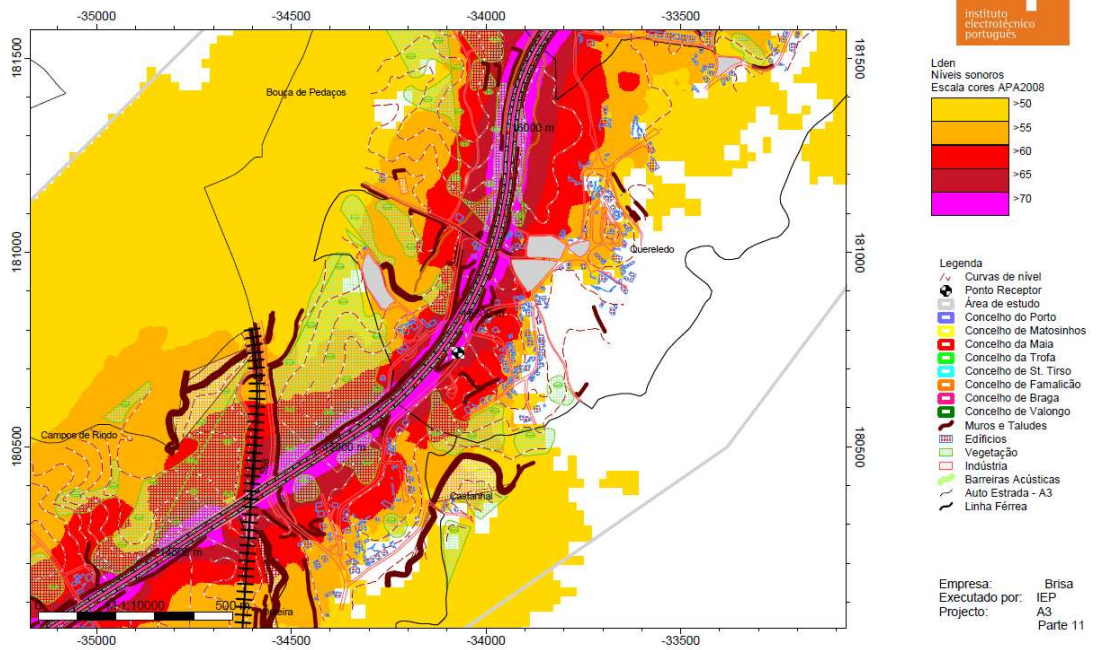 -35000
-34500
-34000
-33500
instituto
electrotécnico
português
181500
181500
Lden
Níveis sonoros
Escala cores APA2008
>50
>55
>60
>65
>70
Bouça de Pedaços
181000
181000
Quereledo
Legenda
Curvas de nível
Ponto Receptor
Área de estudo
Concelho do Porto
Concelho de Matosinhos
Concelho da Maia
Concelho da Trofa
Concelho de St. Tirso
Concelho de Famalicão
Concelho de Braga
Concelho de Valongo
Muros e Taludes
Edifícios
Vegetação
Indústria
Barreiras Acústicas
Auto Estrada - A3
Linha Férrea
Campos de Rindo
180500
180500
Castanhal
0
500 m
Empresa: Brisa
Executado por: IEP
Projecto: A3
Parte 11
-35000
-34500
-34000
-33500